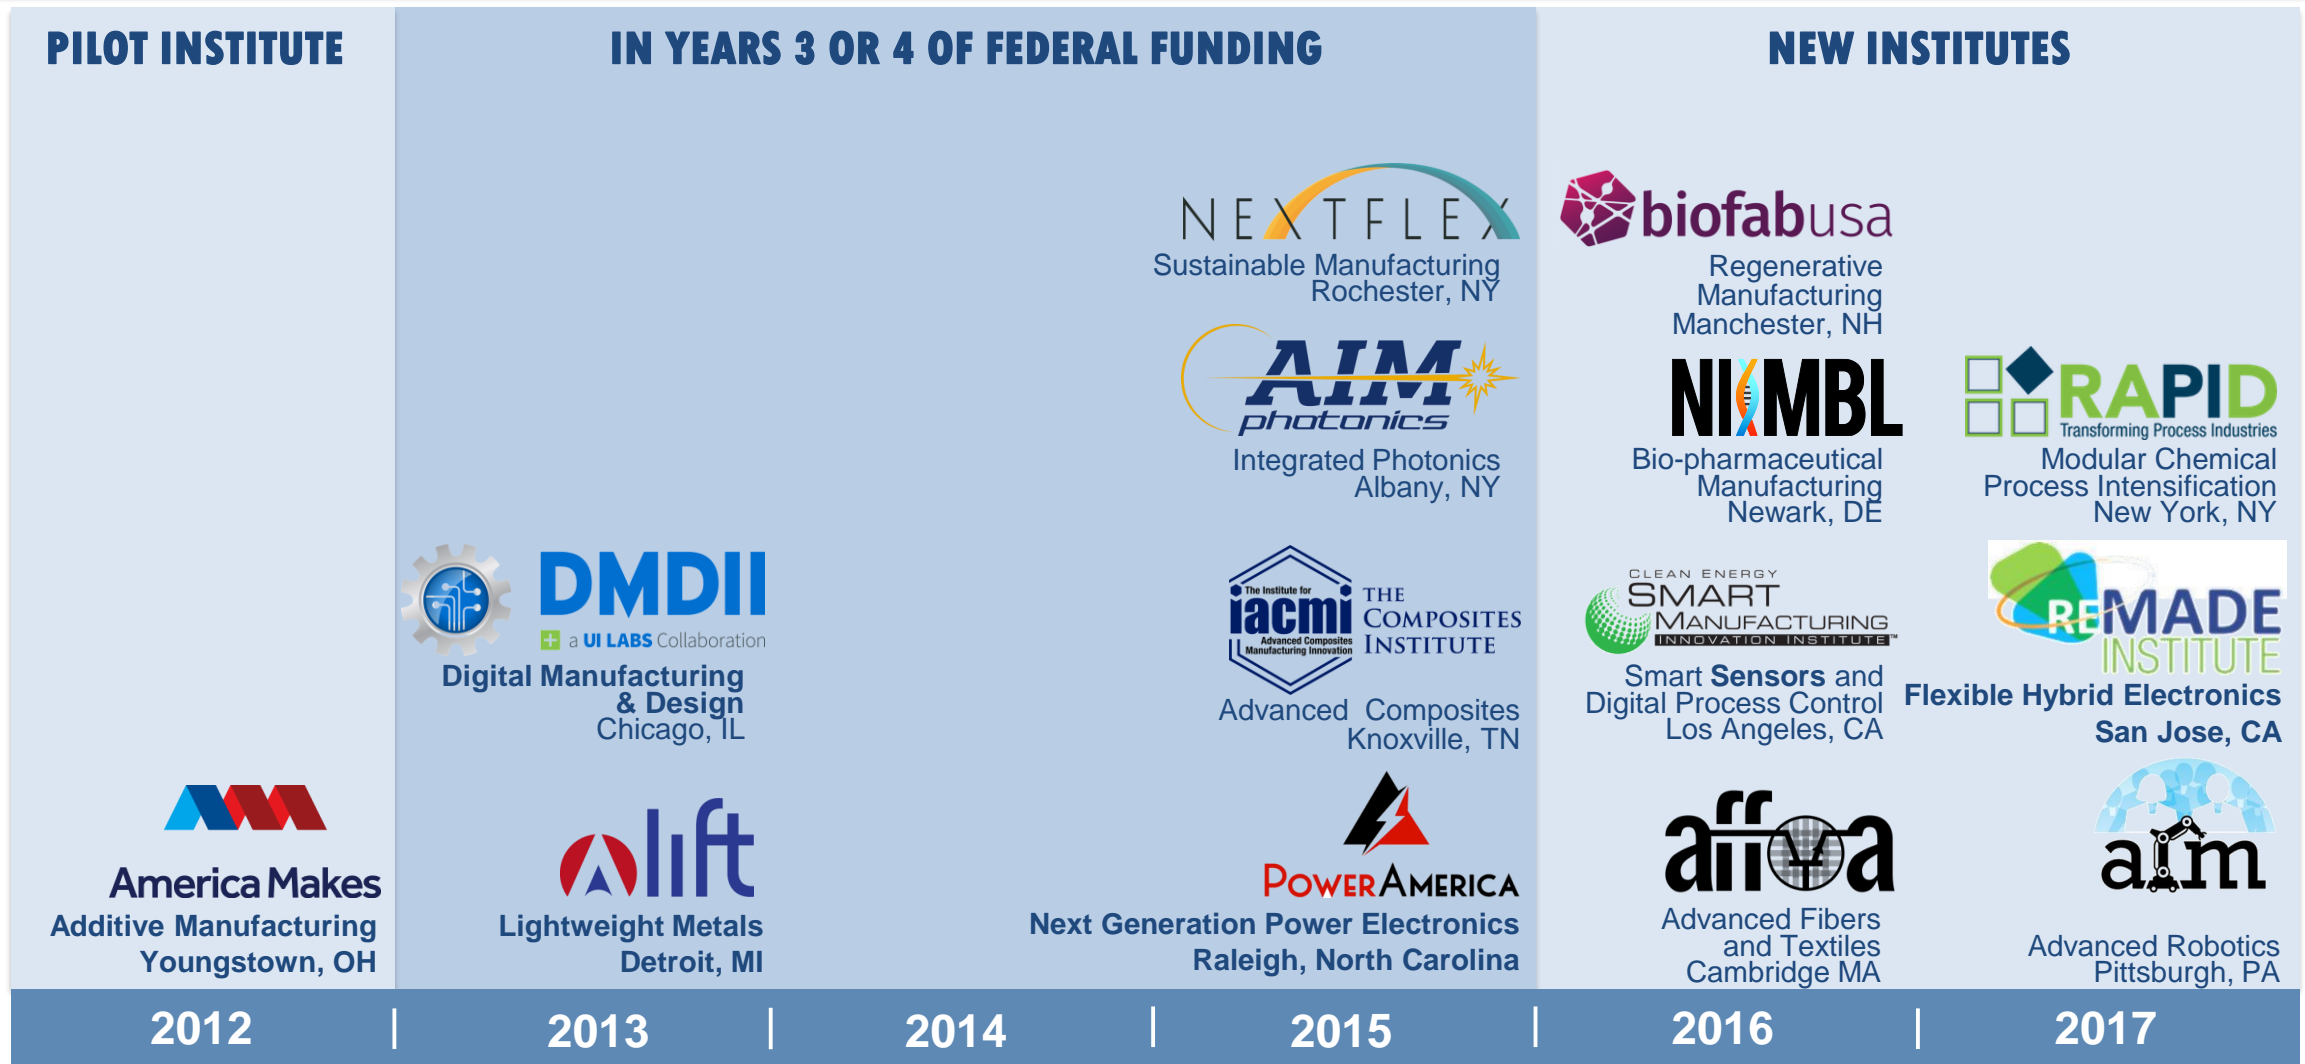 PILOT INSTITUTE
IN YEARS 3 OR 4 OF FEDERAL FUNDING
NEW INSTITUTES
America Makes
Additive Manufacturing
Youngstown, OH
DMDII
a UI LABS Collaboration
Digital Manufacturing
& Design
Chicago, IL
lift
Lightweight Metals
Detroit, MI
NEXTFLEX
Sustainable Manufacturing
Rochester, NY
AIM
photonics
Integrated Photonics
Albany, NY
The Institute for
iacmi
Advanced Composites
Manufacturing Innovation
THE
COMPOSITES
INSTITUTE
Advanced Composites
Knoxville, TN
POWERAMERICA
Next Generation Power Electronics
Raleigh, North Carolina
biofabusa
Regenerative
Manufacturing
Manchester, NH
NIIMBL
Bio-pharmaceutical
Manufacturing
Newark, DE
CLEAN ENERGY
SMART
MANUFACTURING
INNOVATION INSTITUTE™
Smart Sensors and
Digital Process Control
Los Angeles, CA
affoa
Advanced Fibers
and Textiles
Cambridge MA
RAPID
Transforming Process Industries
Modular Chemical
Process Intensification
New York, NY
REMADE
INSTITUTE
Flexible Hybrid Electronics
San Jose, CA
aim
Advanced Robotics
Pittsburgh, PA
2012 | 2013 | 2014 | 2015 | 2016 | 2017